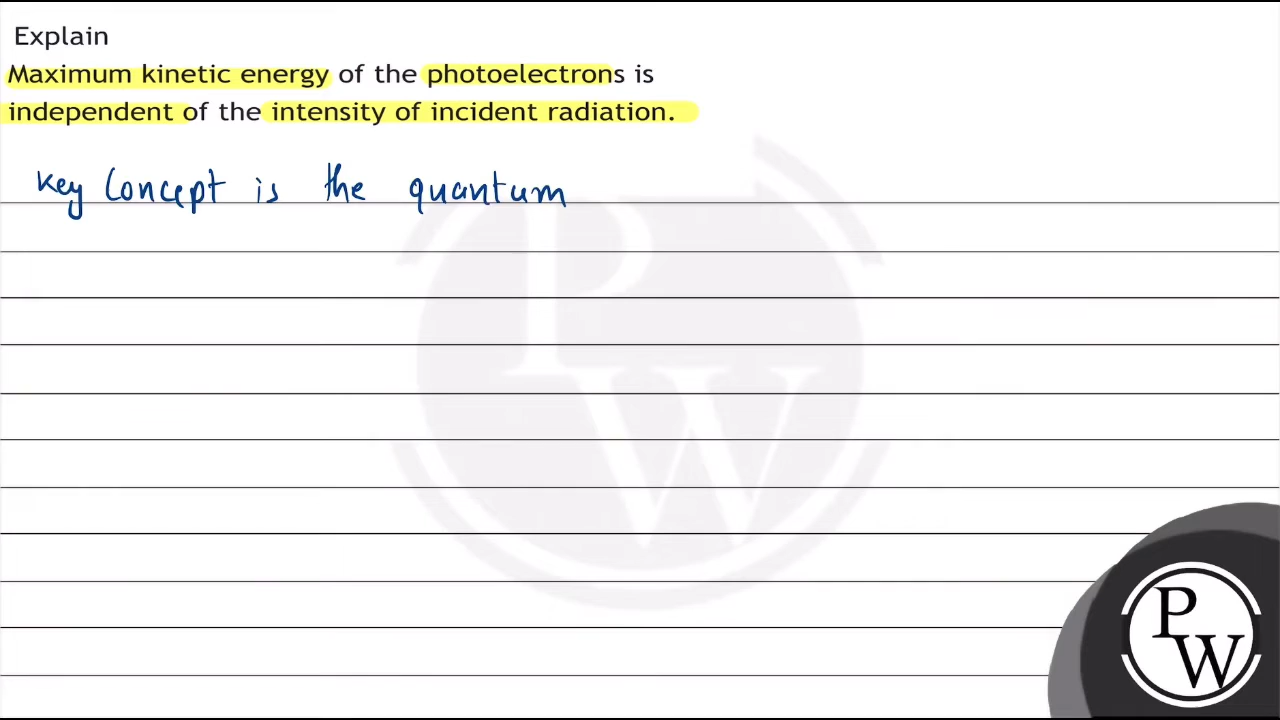 Explain
Maximum kinetic energy of the photoelectrons is
independent of the intensity of incident radiation.
Key Concept is the quantum
P
W
P
W